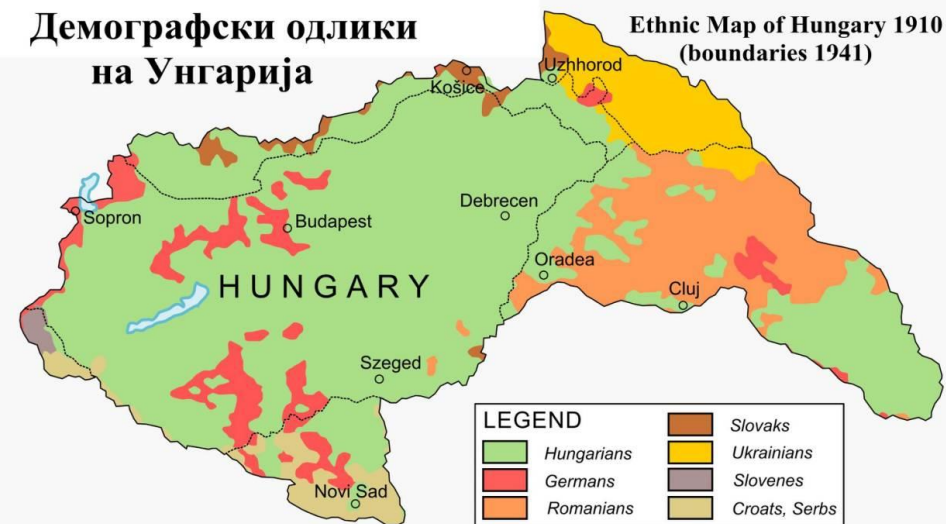 Демографски одлики
на Унгарија
Ethnic Map of Hungary 1910
(boundaries 1941)
Uzhhorod
Košice
Sopron
Budapest
Debrecen
Oradea
HUNGARY
Cluj
Szeged
Novi Sad
LEGEND
Hungarians
Germans
Romanians
Slovaks
Ukrainians
Slovenes
Croats, Serbs